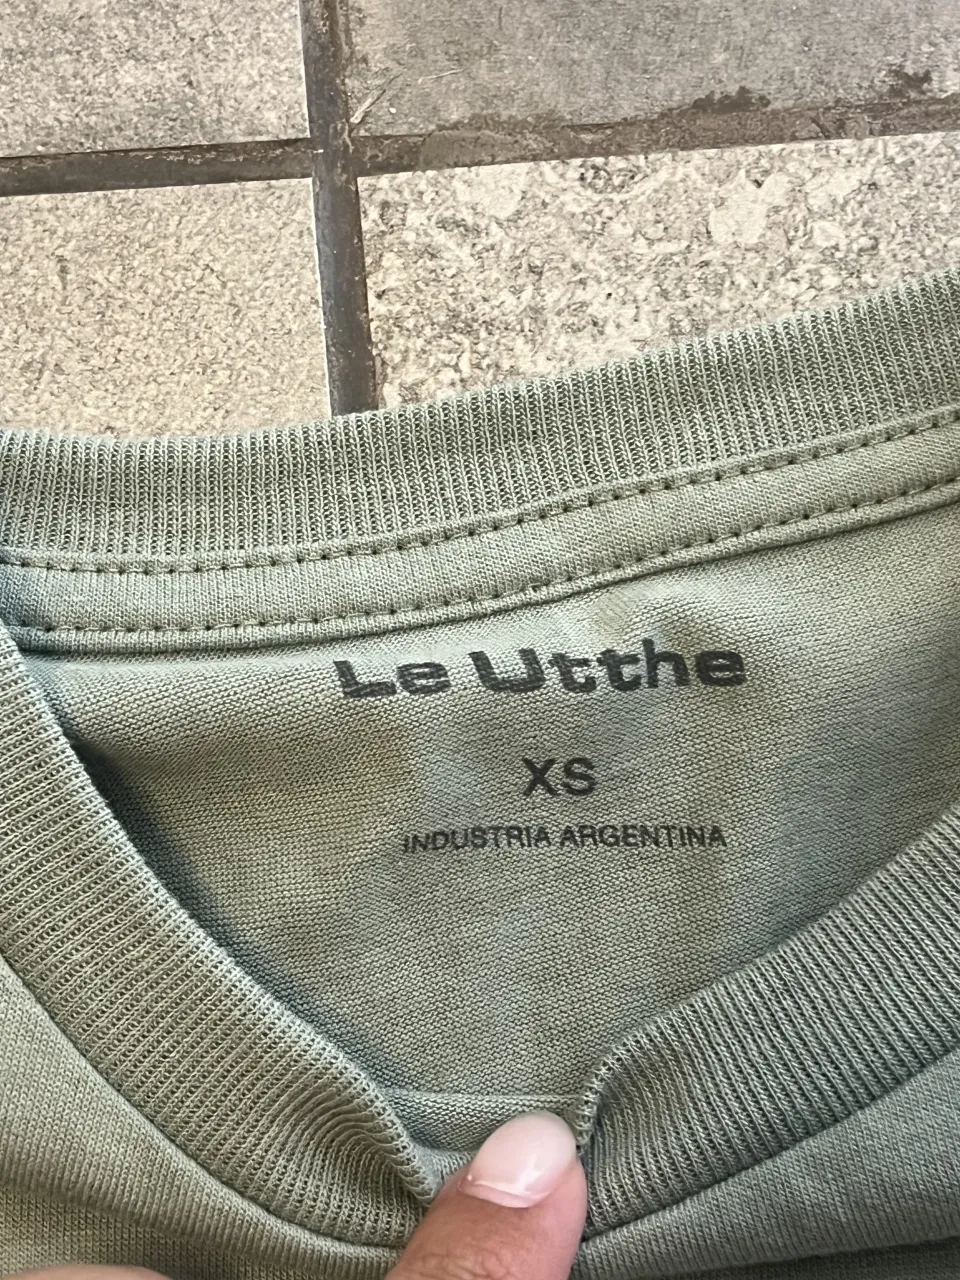 Le Utthe
XS
INDUSTRIA ARGENTINA